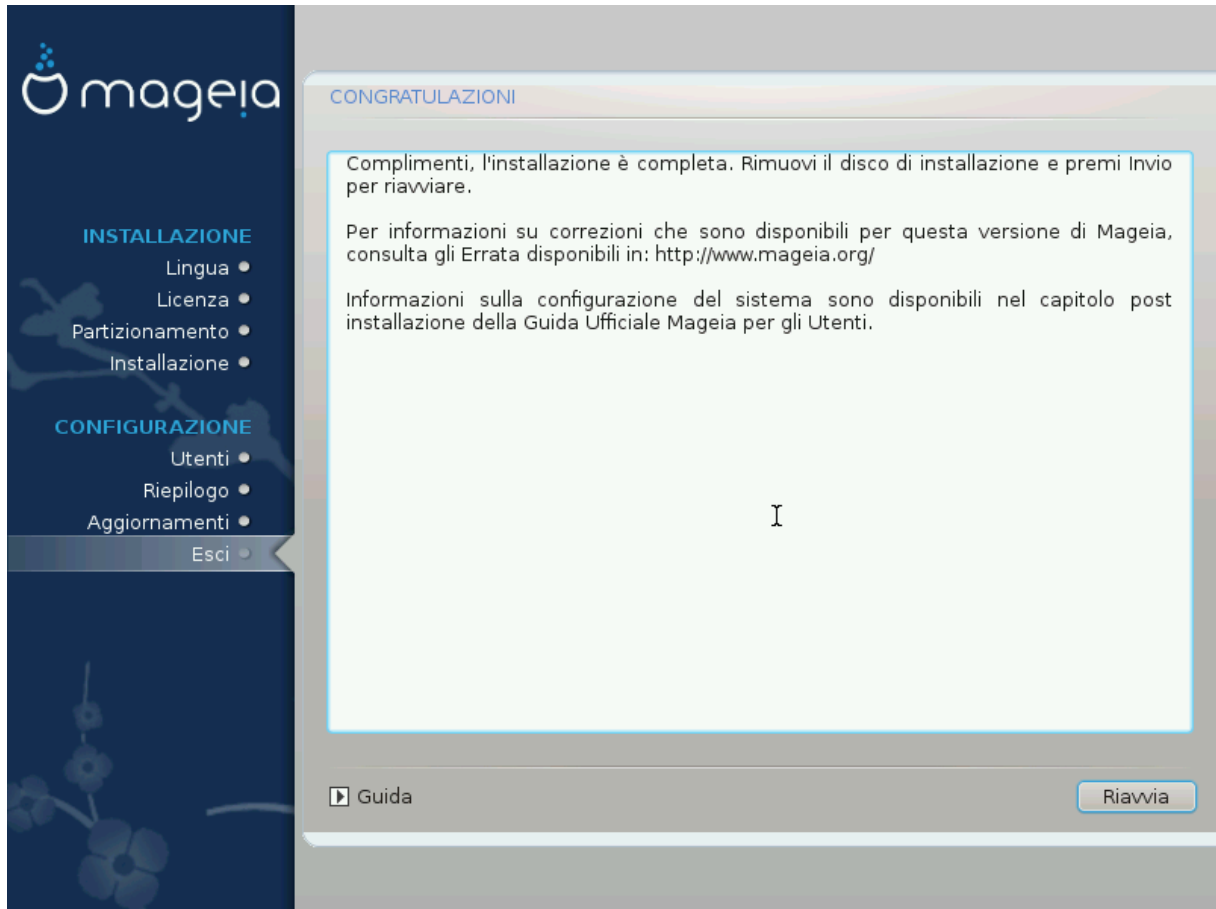 mageia
INSTALLAZIONE
Lingua
Licenza
Partizionamento
Installazione
CONFIGURAZIONE
Utenti
Riepilogo
Aggiornamenti
Esci
CONGRATULAZIONI
Complimenti, l'installazione è completa. Rimuovi il disco di installazione e premi Invio
per riavviare.
Per informazioni su correzioni che sono disponibili per questa versione di Mageia,
consulta gli Errata disponibili in: http://www.mageia.org/
Informazioni sulla configurazione del sistema sono disponibili nel capitolo post
installazione della Guida Ufficiale Mageia per gli Utenti.
Guida
Riavvia